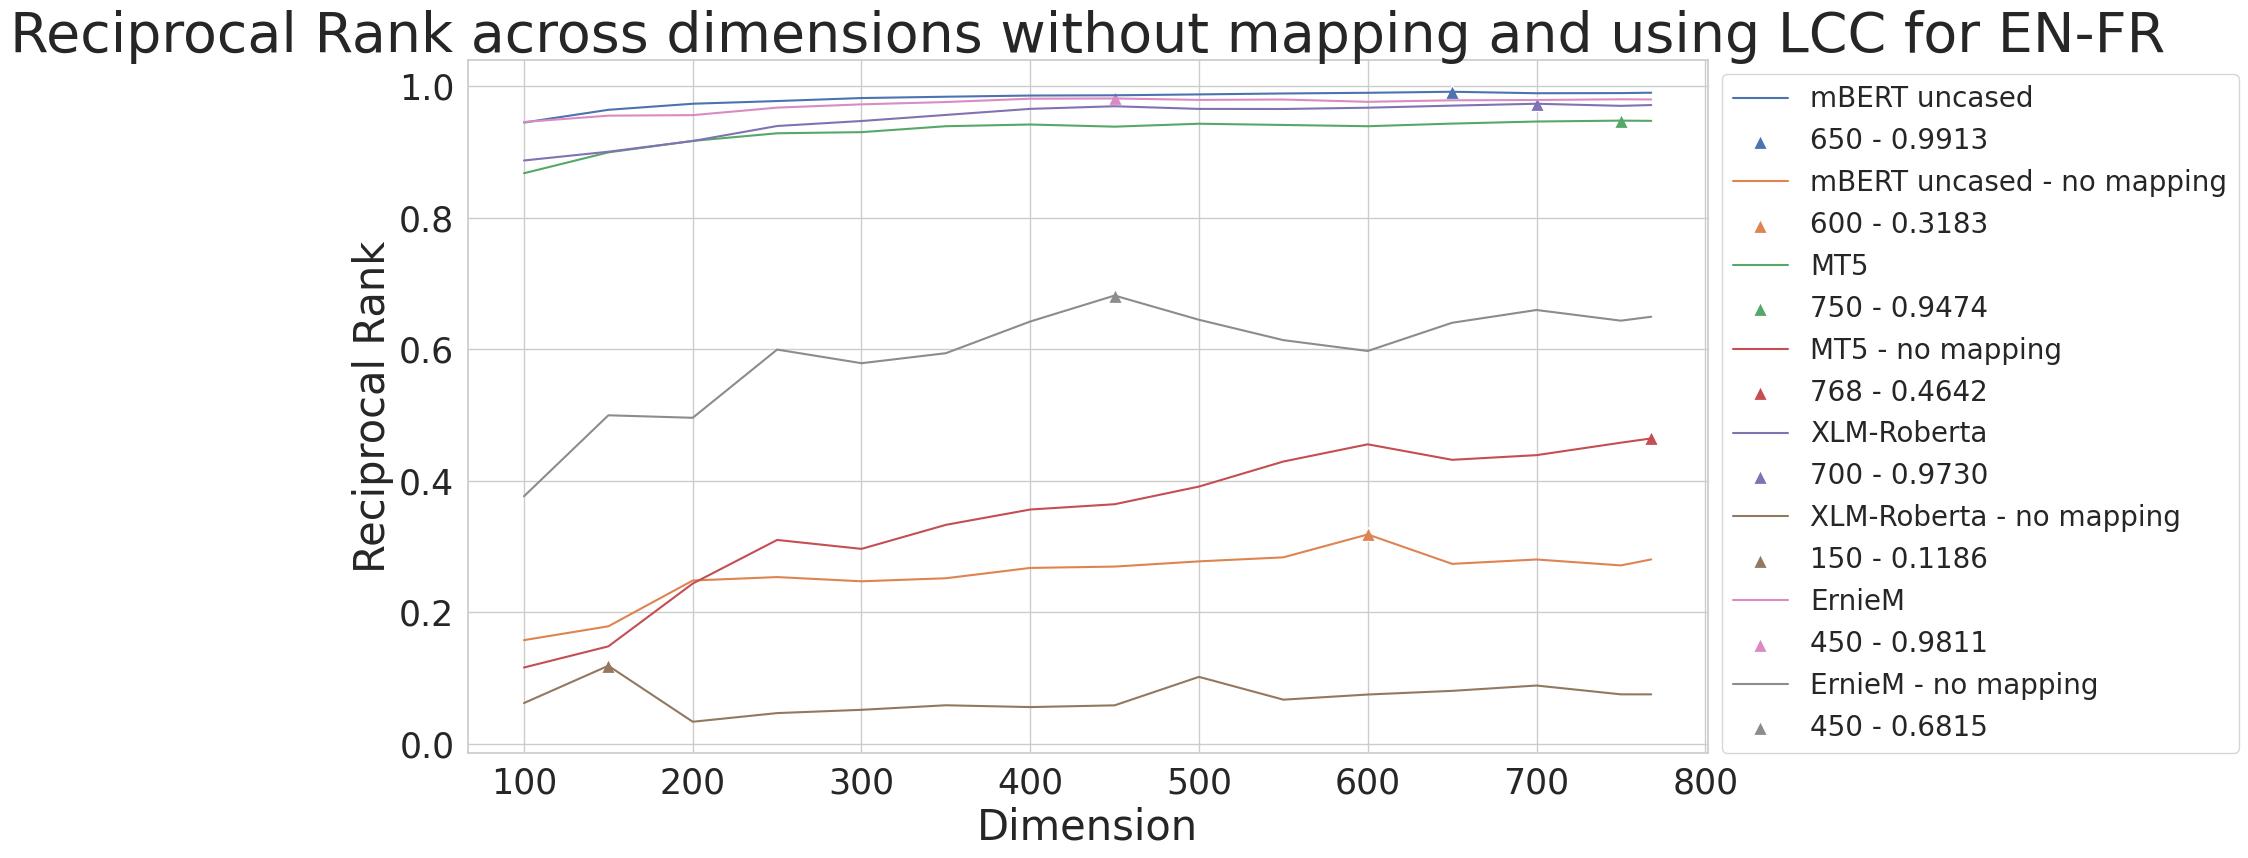 Reciprocal Rank across dimensions without mapping and using LCC for EN-FR
Reciprocal Rank
1.0
0.8
0.6
0.4
0.2
0.0
100 200 300 400 500 600 700 800
Dimension
mBERT uncased
650 - 0.9913
mBERT uncased - no mapping
600 - 0.3183
MT5
750 - 0.9474
MT5 - no mapping
768 - 0.4642
XLM-Roberta
700 - 0.9730
XLM-Roberta - no mapping
150 - 0.1186
ErnieM
450 - 0.9811
ErnieM - no mapping
450 - 0.6815